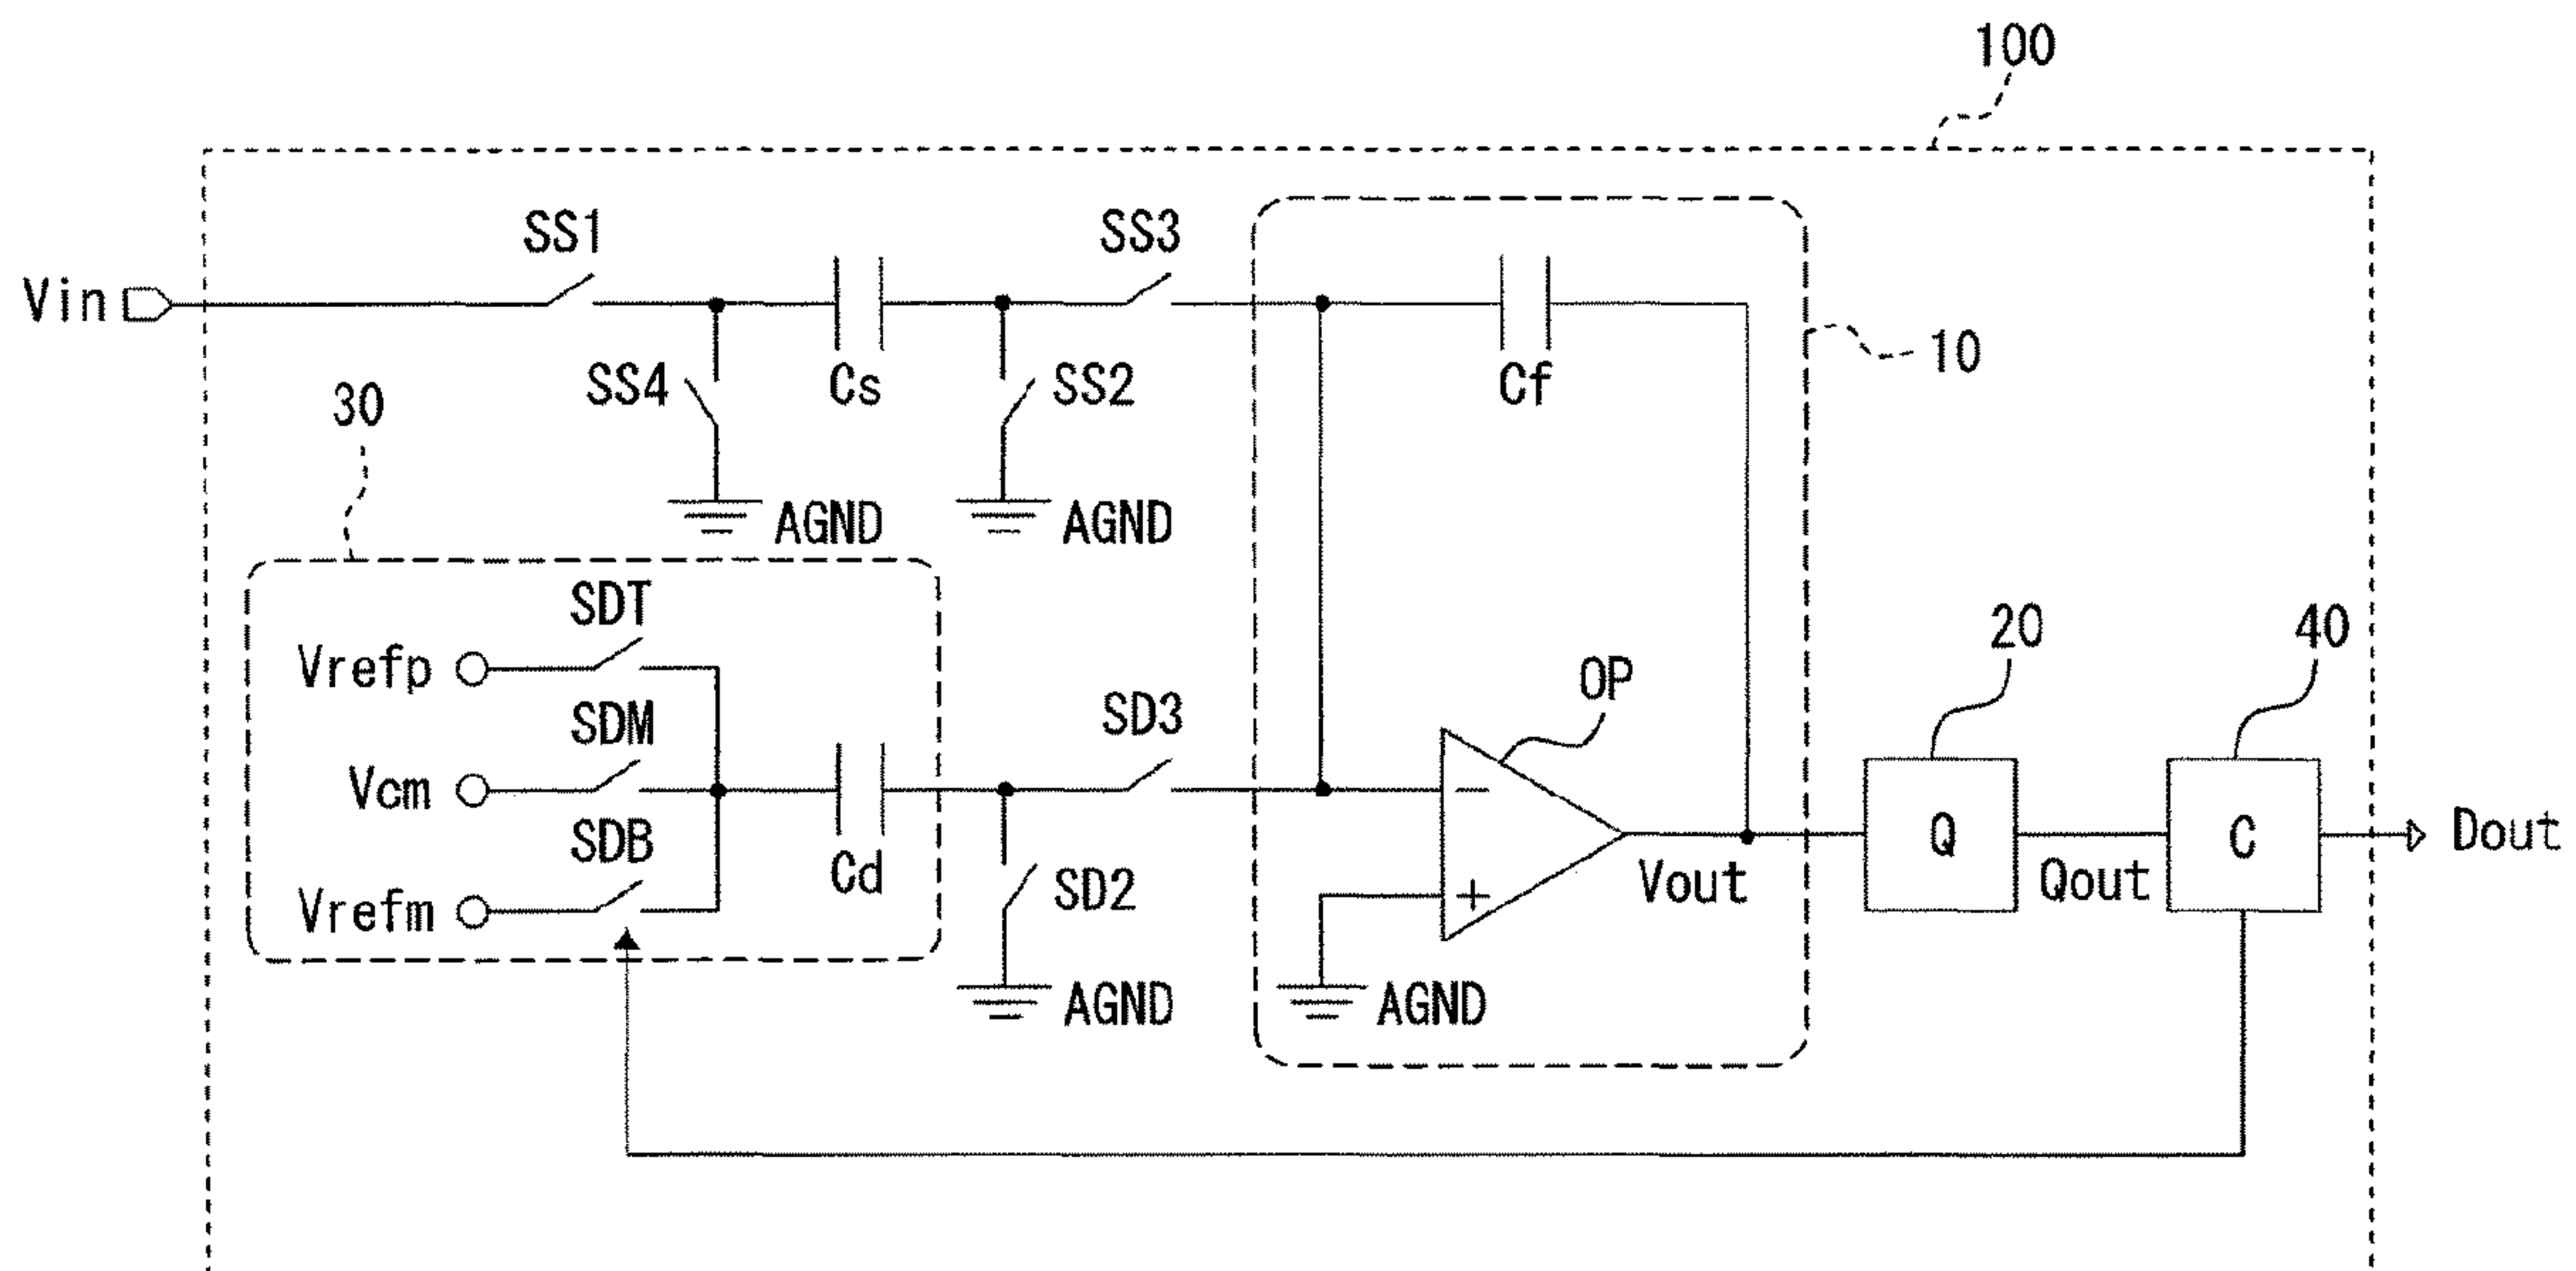 100
SS1
SS3
Vin
10
SS4
Cs
SS2
Cf
30
AGND
AGND
SDT
20
40
Vrefp
OP
SDM
SD3
Vcm
Q
C
Dout
SDB
Cd
SD2
Vout
Qout
Vrefm
−
+
AGND
AGND